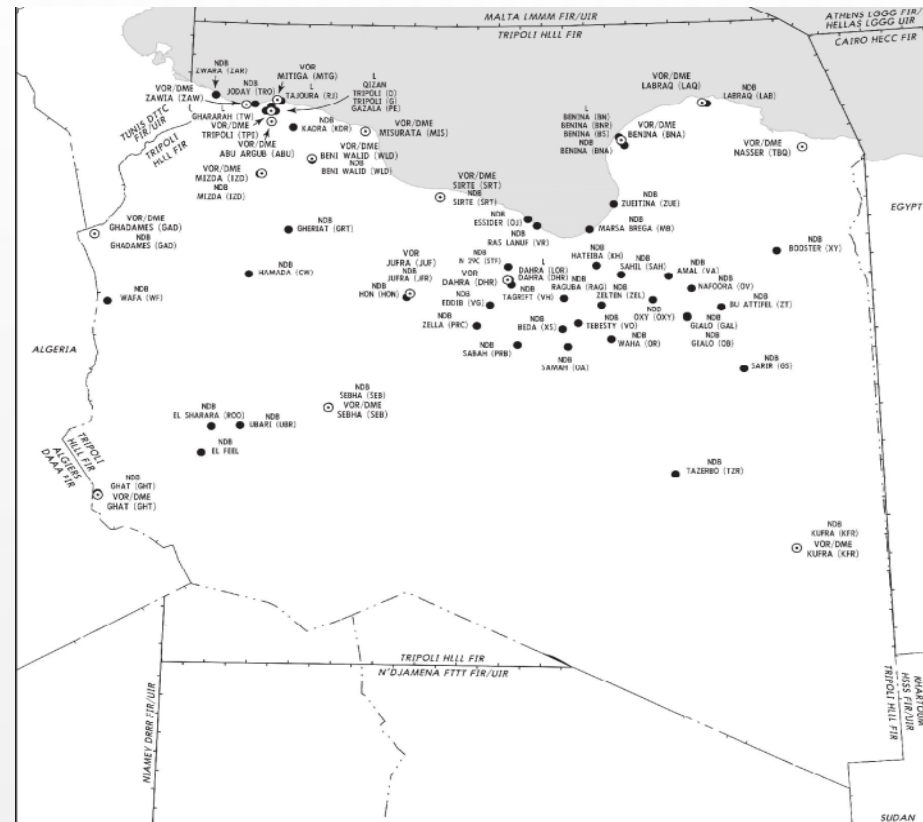 MALTA LMMM FIR/UIR
TRIPOLI HLLL FIR
ATHENS LGGG FIR/
HELLAS LGGG UIR
CAIRO HECC FIR
NDB
ZWARA (ZAR)
VOR
MITIGA (MTG)
NDB
JODAY (TRO)
L
TAJOURA (RJ)
L
QIZAN
TRIPOLI (D)
TRIPOLI (G)
GAZALA (PE)
VOR/DME
ZAWIA (ZAW)
L
GHARARAH (TW)
VOR/DME
TRIPOLI (TPI)
NDB
KADRA (KDR)
VOR/DME
MISURATA (MIS)
VOR/DME
ABU ARGUB (ABU)
VOR/DME
BENI WALID (WLD)
NDB
BENI WALID (WLD)
VOR/DME
MIZDA (IZD)
NDB
MIZDA (IZD)
TUNIS DTTC
FIR/UIR
TRIPOLI
HLLL FIR
VOR/DME
LABRAQ (LAQ)
NDB
LABRAQ (LAB)
L
BENINA (BN)
BENINA (BNR)
BENINA (BS)
NDB
BENINA (BNA)
VOR/DME
BENINA (BNA)
VOR/DME
NASSER (TBQ)
VOR/DME
SIRTE (SRT)
NDB
SIRTE (SRT)
NDB
ZUEITINA (ZUE)
EGYPT
VOR/DME
GHADAMES (GAD)
NDB
GHADAMES (GAD)
NDB
GHERIAT (GRT)
NDB
ESSIDER (OJ)
NDB
RAS LANUF (VR)
NDB
MARSA BREGA (MB)
NDB
BOOSTER (XY)
NDB
HAMADA (CW)
VOR
JUFRA (JUF)
NDB
JUFRA (JFR)
NDB
HON (HON)
NDB
N 29C (STF)
VOR
DAHRA (DHR)
L
DAHRA (LOR)
DAHRA (DHR)
NDB
HATEIBA (KH)
NDB
SAHIL (SAH)
NDB
AMAL (VA)
NDB
NAFOORA (OV)
NDB
WAFA (WF)
NDB
EDDIB (VG)
NDB
TAGRIFT (VH)
NDB
RAGUBA (RAG)
NDB
ZELTEN (ZEL)
NDB
OXY (OXY)
NDB
BU ATTIFEL (ZT)
NDB
GIALO (GAL)
NDB
GIALO (OB)
NDB
ZELLA (PRC)
NDB
BEDA (XS)
NDB
TEBESTY (VO)
NDB
WAHA (OR)
NDB
SABAH (PRB)
NDB
SAMAH (OA)
NDB
SARIR (GS)
ALGERIA
NDB
SEBHA (SEB)
VOR/DME
SEBHA (SEB)
NDB
EL SHARARA (ROO)
NDB
UBARI (UBR)
NDB
EL FEEL
TRIPOLI
HLLL FIR
ALGIERS
DAAA FIR
NDB
GHAT (GHT)
VOR/DME
GHAT (GHT)
NDB
TAZERBO (TZR)
NDB
KUFRA (KFR)
VOR/DME
KUFRA (KFR)
TRIPOLI HLLL FIR
N'DJAMENA FTTT FIR/UIR
NIAMEY DRRR FIR/UIR
KHARTOUM
HSSS FIR/UIR
TRIPOLI HLLL FIR
SUDAN